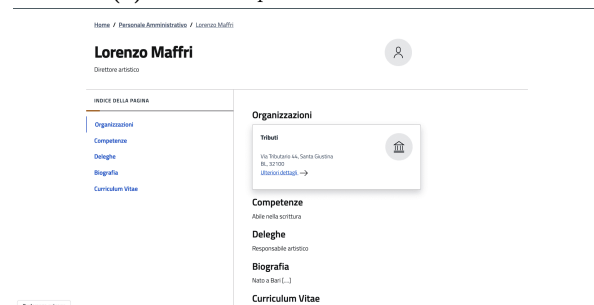 Home / Personale Amministrativo / Lorenzo Maffri
Lorenzo Maffri
Direttore artistico
INDICE DELLA PAGINA
Organizzazioni
Competenze
Deleghe
Biografia
Curriculum Vitae
Organizzazioni
Tributi
Via Tributario 44, Santa Giustina
BL, 32100
Ulteriori dettagli →
Competenze
Abile nella scrittura
Deleghe
Responsabile artistico
Biografia
Nato a Bari [...]
Curriculum Vitae